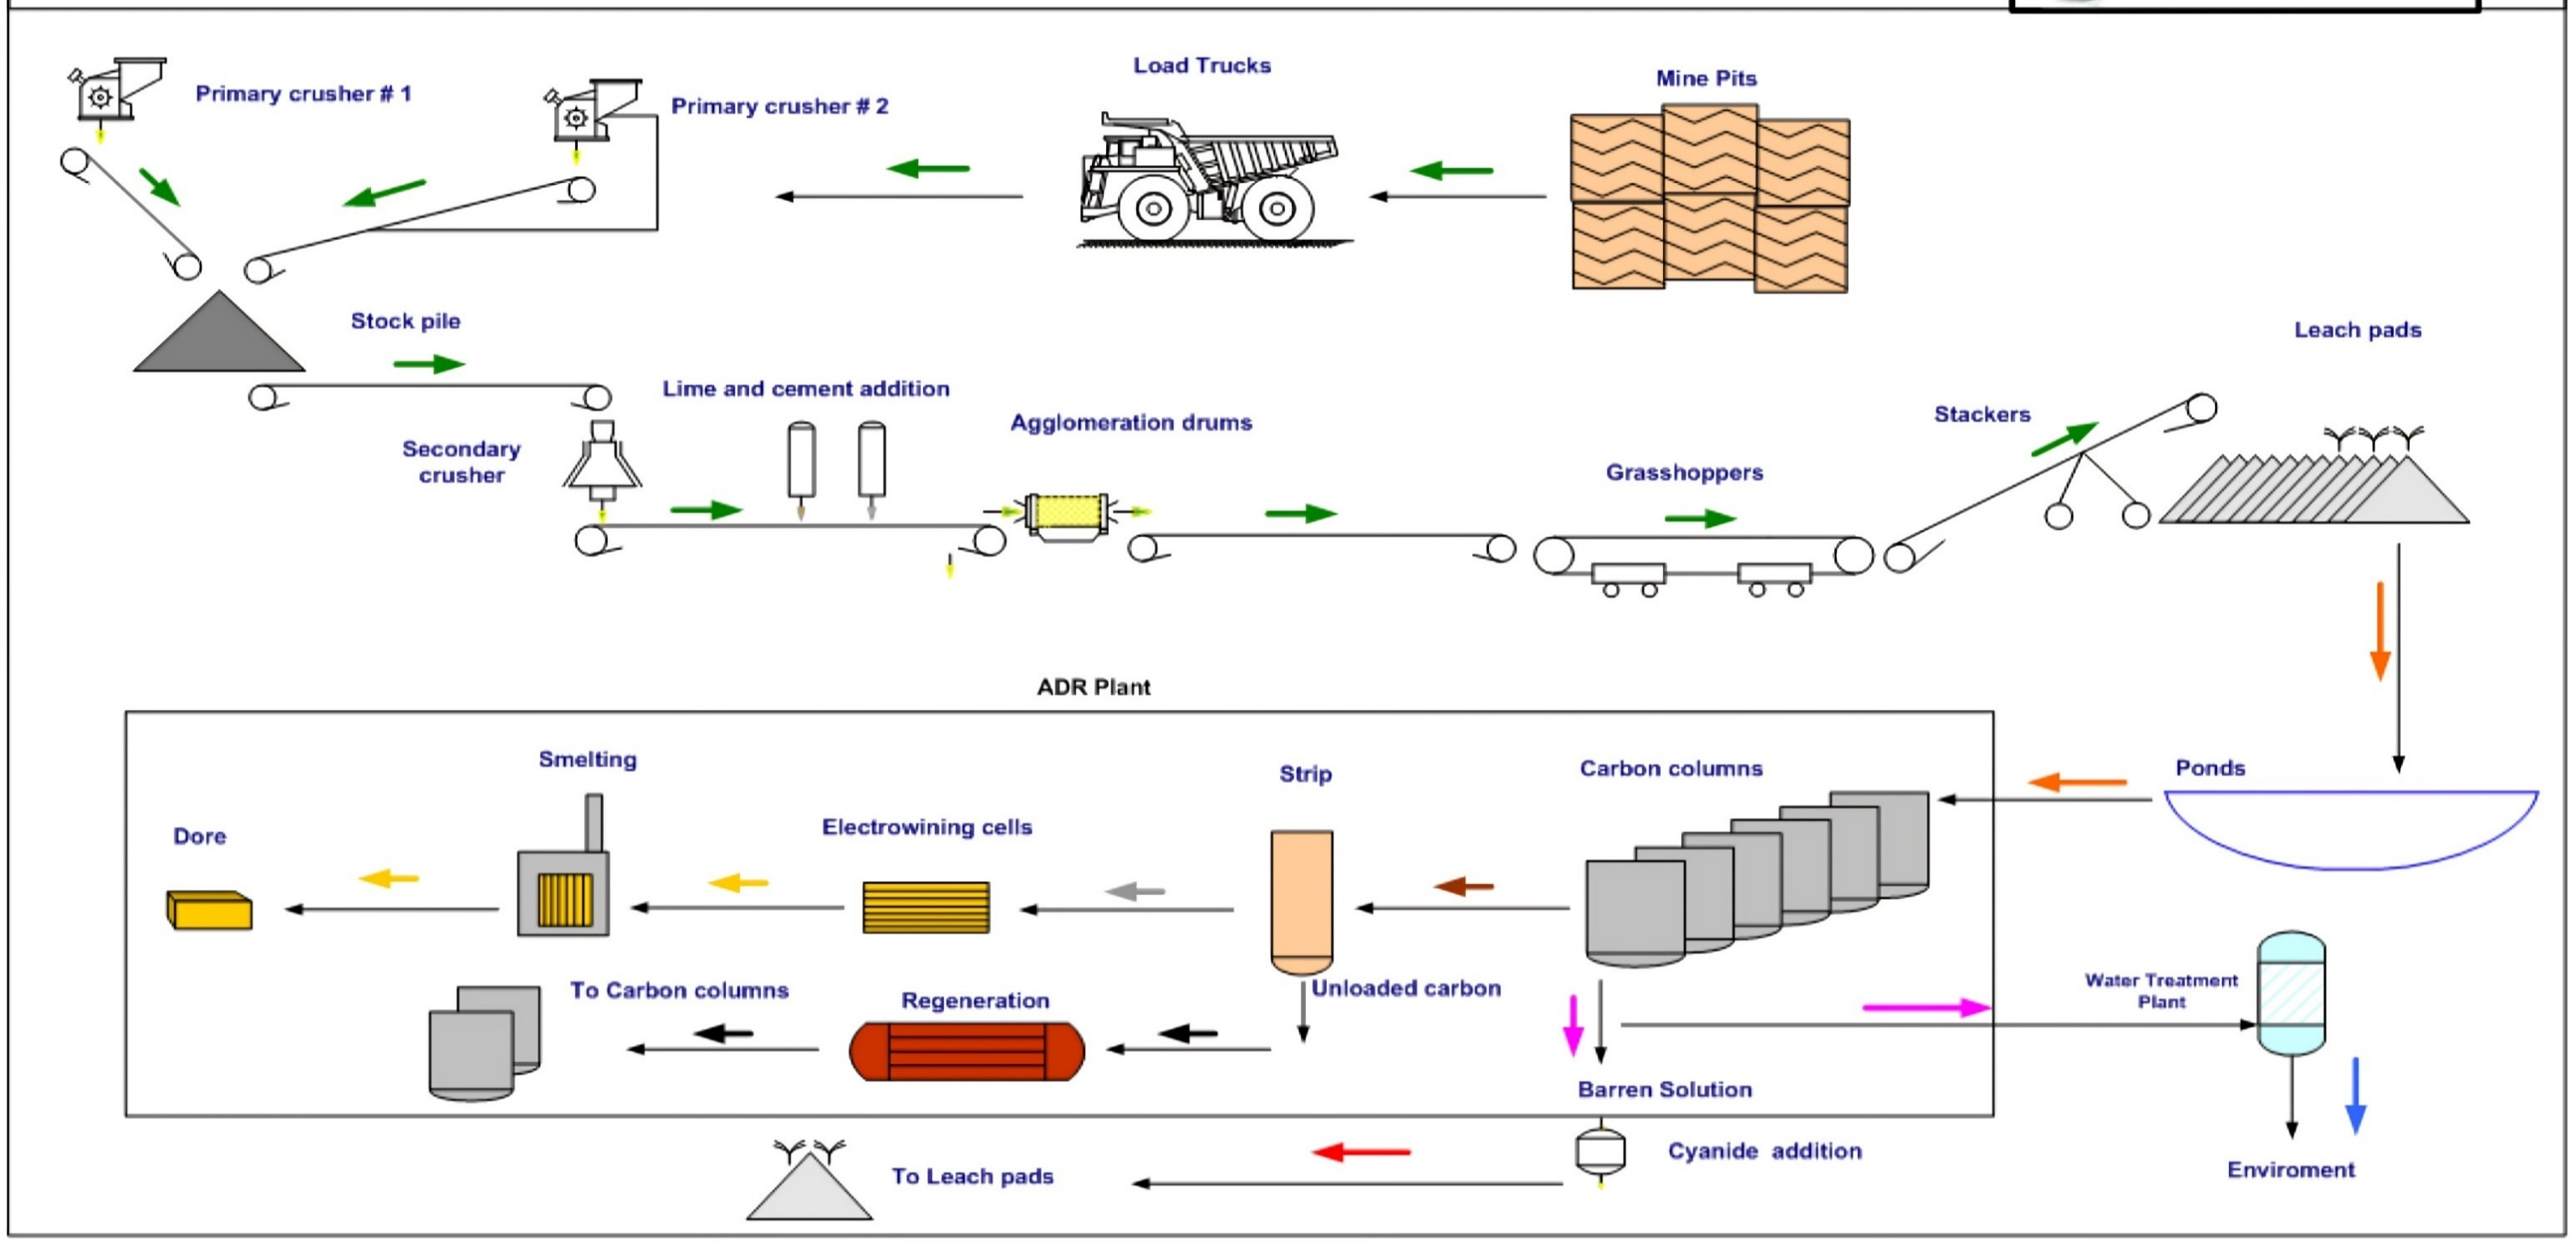 Load Trucks
Mine Pits
Primary crusher # 1
Primary crusher # 2
Stock pile
Leach pads
Lime and cement addition
Stackers
Agglomeration drums
Secondary
crusher
Grasshoppers
ADR Plant
Smelting
Strip
Carbon columns
Ponds
Dore
Electrowining cells
To Carbon columns
Regeneration
Unloaded carbon
Water Treatment
Plant
Barren Solution
Cyanide addition
To Leach pads
Enviroment